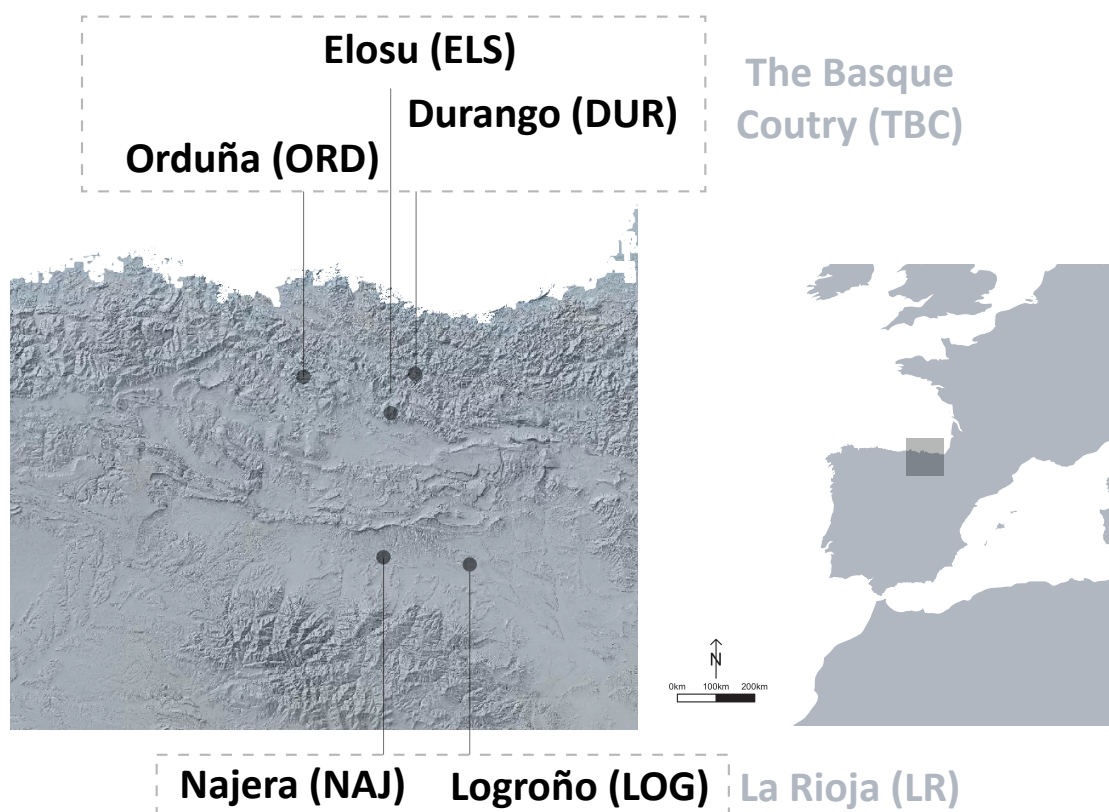 Elosu (ELS)
Durango (DUR)
Orduña (ORD)
The Basque
Coutry (TBC)
N
0km 100km 200km
Najera (NAJ)
Logroño (LOG)
La Rioja (LR)